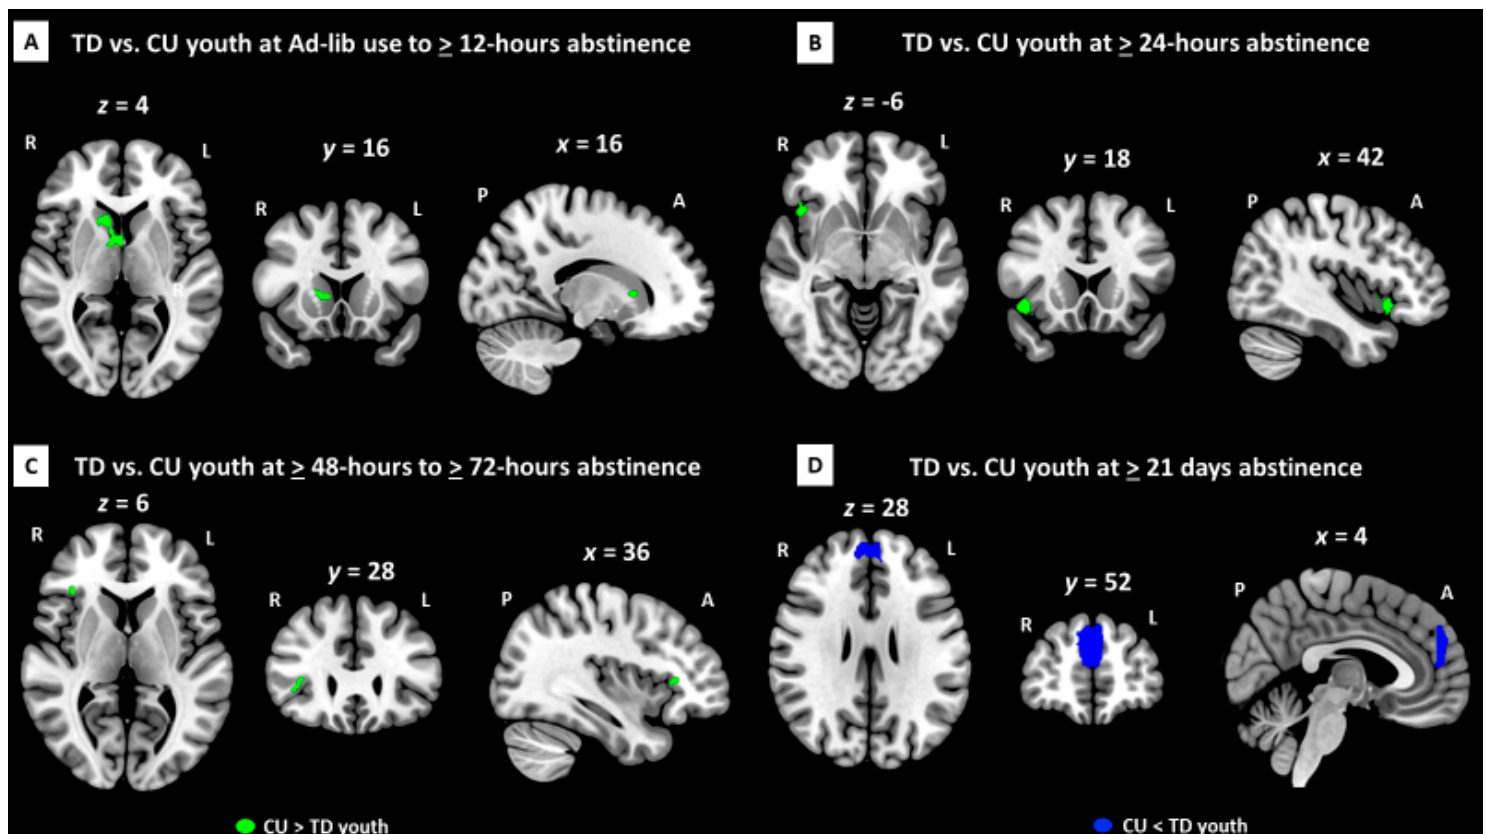 A TD vs. CU youth at Ad-lib use to ≥ 12-hours abstinence
z = 4
R
L
y = 16
R
L
x = 16
P
A
R
B TD vs. CU youth at ≥ 24-hours abstinence
z = -6
R
L
y = 18
R
L
x = 42
P
A
C TD vs. CU youth at ≥ 48-hours to ≥ 72-hours abstinence
z = 6
R
L
y = 28
R
L
x = 36
P
A
D TD vs. CU youth at ≥ 21 days abstinence
z = 28
R
L
y = 52
R
L
x = 4
P
A
CU > TD youth
CU < TD youth